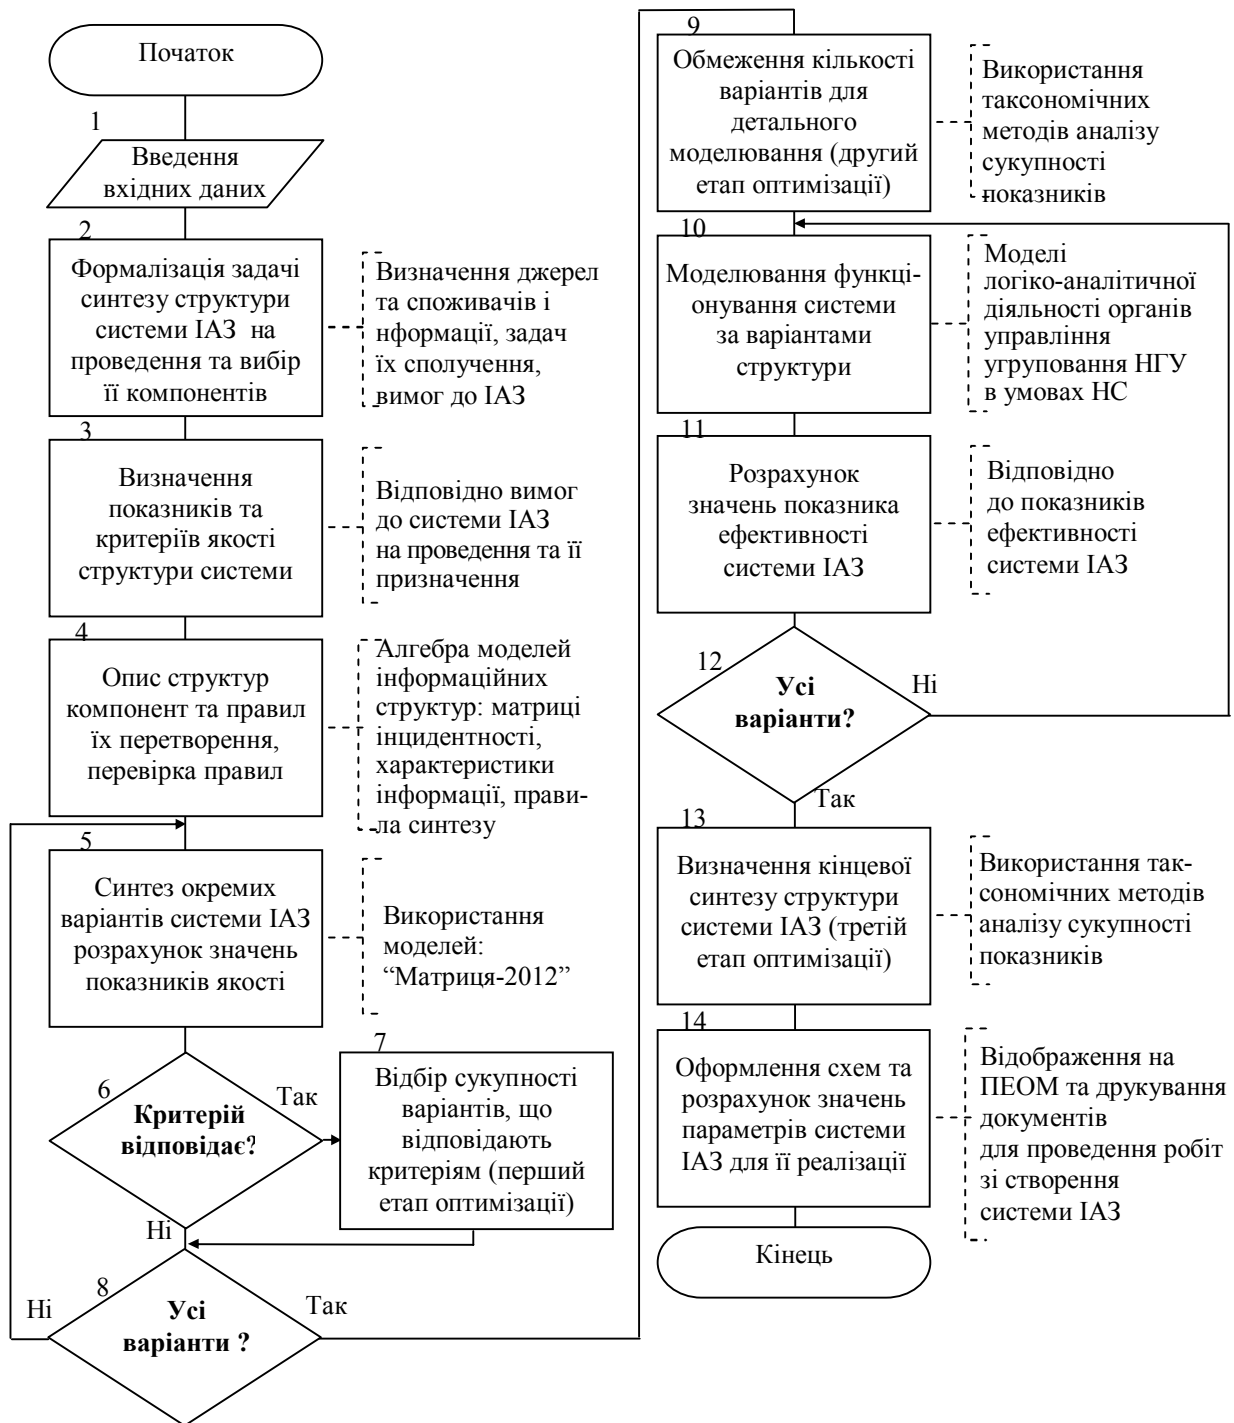 Початок
1
Введення
вхідних даних
2
Формалізація задачі
синтезу структури
системи ІАЗ на
проведення та вибір
її компонентів
Визначення джерел
та споживачів і
нформації, задач
їх сполучення,
вимог до ІАЗ
3
Визначення
показників та
критеріїв якості
структури системи
Відповідно вимог
до системи ІАЗ
на проведення та її
призначення
4
Опис структур
компонент та правил
їх перетворення,
перевірка правил
Алгебра моделей
інформаційних
структур: матриці
інцидентності,
характеристики
інформації, прави-
ла синтезу
5
Синтез окремих
варіантів системи ІАЗ
розрахунок значень
показників якості
Використання
моделей:
“Матриця-2012”
6
Критерій
відповідає?
Так
Ні
7
Відбір сукупності
варіантів, що
відповідають
критеріям (перший
етап оптимізації)
8
Усі
варіанти ?
Ні
Так
9
Обмеження кількості
варіантів для
детального
моделювання (другий
етап оптимізації)
Використання
таксономічних
методів аналізу
сукупності
показників
10
Моделювання функці-
онування системи
за варіантами
структури
Моделі
логіко-аналітичної
діяльності органів
управління
угруповання НГУ
в умовах НС
11
Розрахунок
значень показника
ефективності
системи ІАЗ
Відповідно
до показників
ефективності
системи ІАЗ
12
Усі
варіанти?
Ні
Так
13
Визначення кінцевої
синтезу структури
системи ІАЗ (третій
етап оптимізації)
Використання так-
сономічних методів
аналізу сукупності
показників
14
Оформлення схем та
розрахунок значень
параметрів системи
ІАЗ для її реалізації
Відображення на
ПЕОМ та друкування
документів
для проведення робіт
зі створення
системи ІАЗ
Кінець